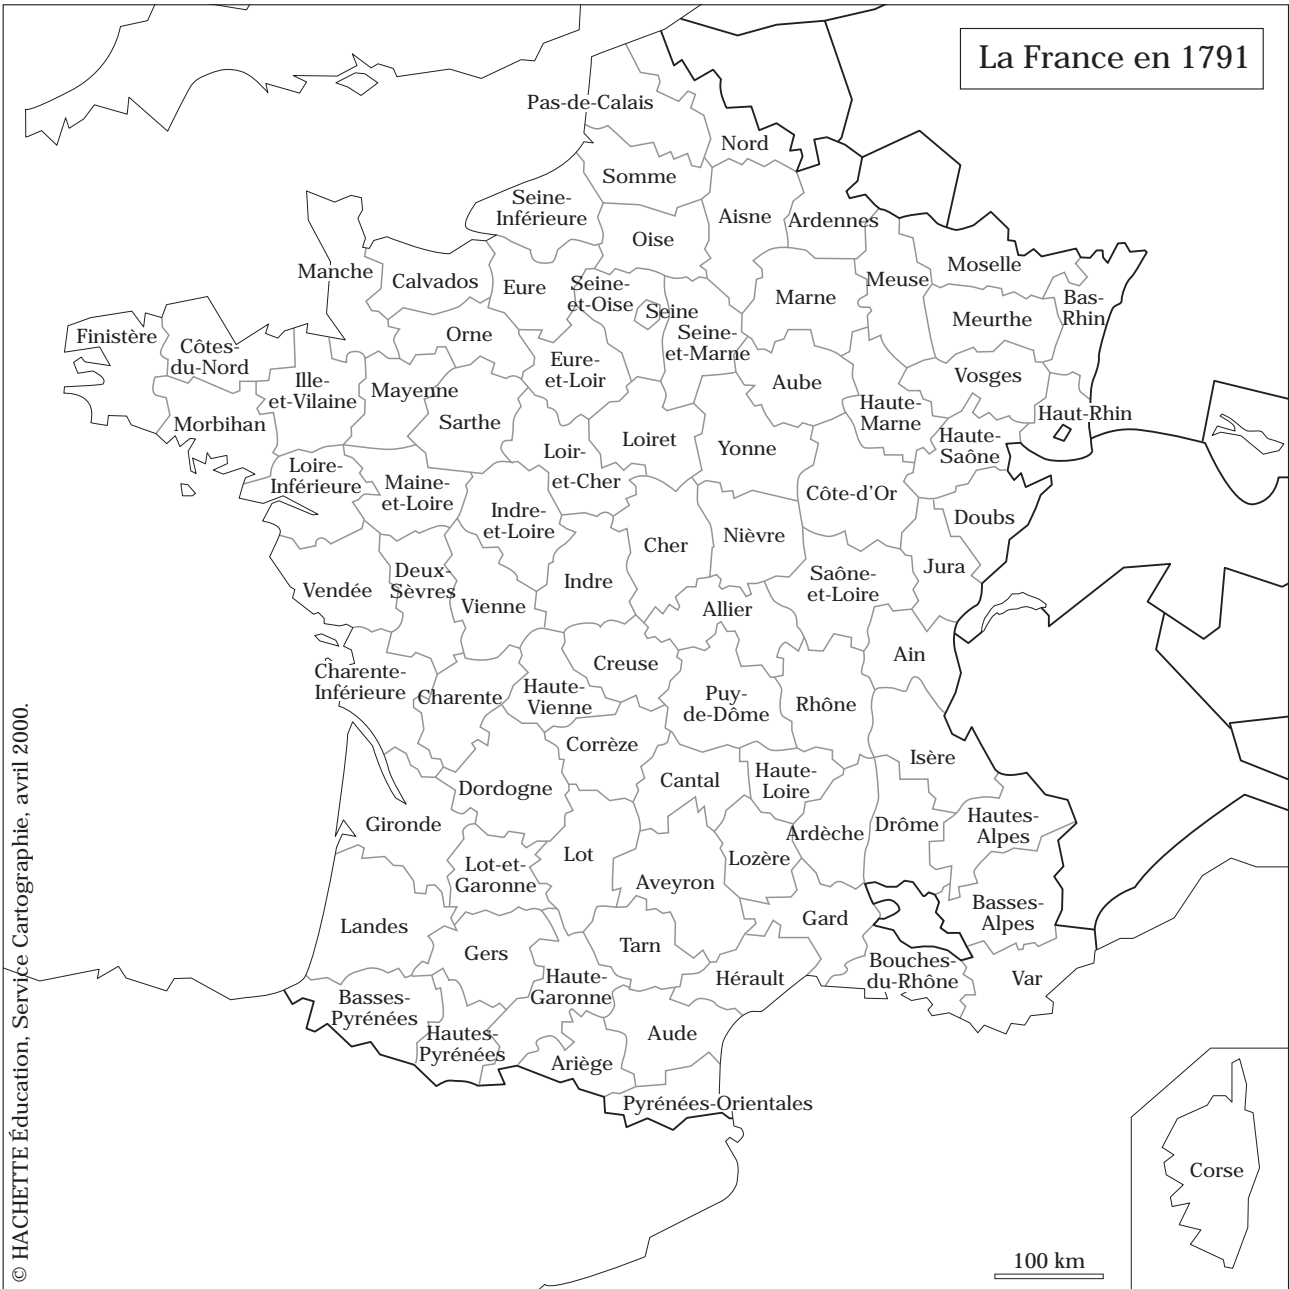 La France en 1791
Pas-de-Calais
Nord
Somme
Seine-
Inférieure
Aisne
Ardennes
Oise
Manche
Calvados
Eure
Seine-
et-Oise
Seine
Seine-
et-Marne
Marne
Meuse
Moselle
Meurthe
Bas-
Rhin
Finistère
Côtes-
du-Nord
Orne
Ille-
et-Vilaine
Mayenne
Eure-
et-Loir
Aube
Vosges
Morbihan
Sarthe
Haute-
Marne
Haut-Rhin
Loiret
Yonne
Haute-
Saône
Loir-
et-Cher
Loire-
Inférieure
Maine-
et-Loire
Indre-
et-Loire
Côte-d'Or
Doubs
Cher
Nièvre
Vendée
Deux-
Sèvres
Vienne
Indre
Saône-
et-Loire
Jura
Allier
Ain
Charente-
Inférieure
Charente
Haute-
Vienne
Creuse
Puy-
de-Dôme
Rhône
Corrèze
Isère
Dordogne
Cantal
Haute-
Loire
Gironde
Ardèche
Drôme
Hautes-
Alpes
Lot-et-
Garonne
Lot
Lozère
Aveyron
Landes
Gard
Basses-
Alpes
Gers
Tarn
Haute-
Garonne
Hérault
Bouches-
du-Rhône
Var
Basses-
Pyrénées
Hautes-
Pyrénées
Ariège
Aude
Pyrénées-Orientales
Corse
100 km
© HACHETTE Éducation, Service Cartographie, avril 2000.